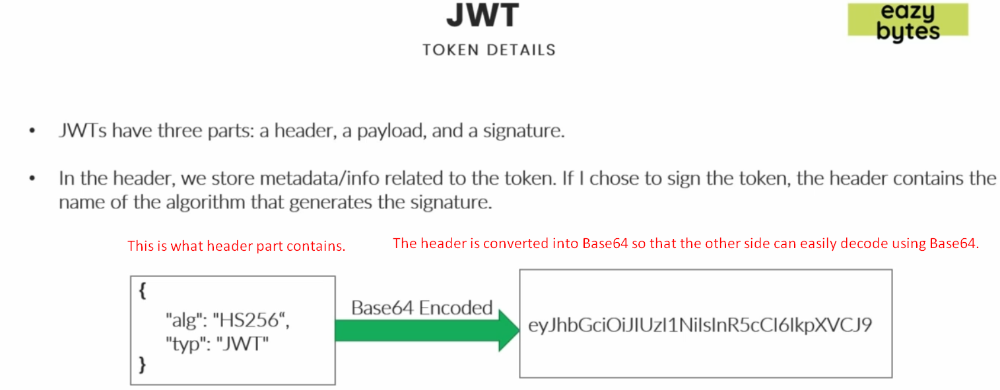 JWT
eazy
bytes
TOKEN DETAILS
• JWTs have three parts: a header, a payload, and a signature.
• In the header, we store metadata/info related to the token. If I chose to sign the token, the header contains the
name of the algorithm that generates the signature.
This is what header part contains.
The header is converted into Base64 so that the other side can easily decode using Base64.
{
"alg": "HS256“,
"typ": "JWT"
}
Base64 Encoded
eyJhbGciOiJIUzI1NiIsInR5cCI6IkpXVCJ9